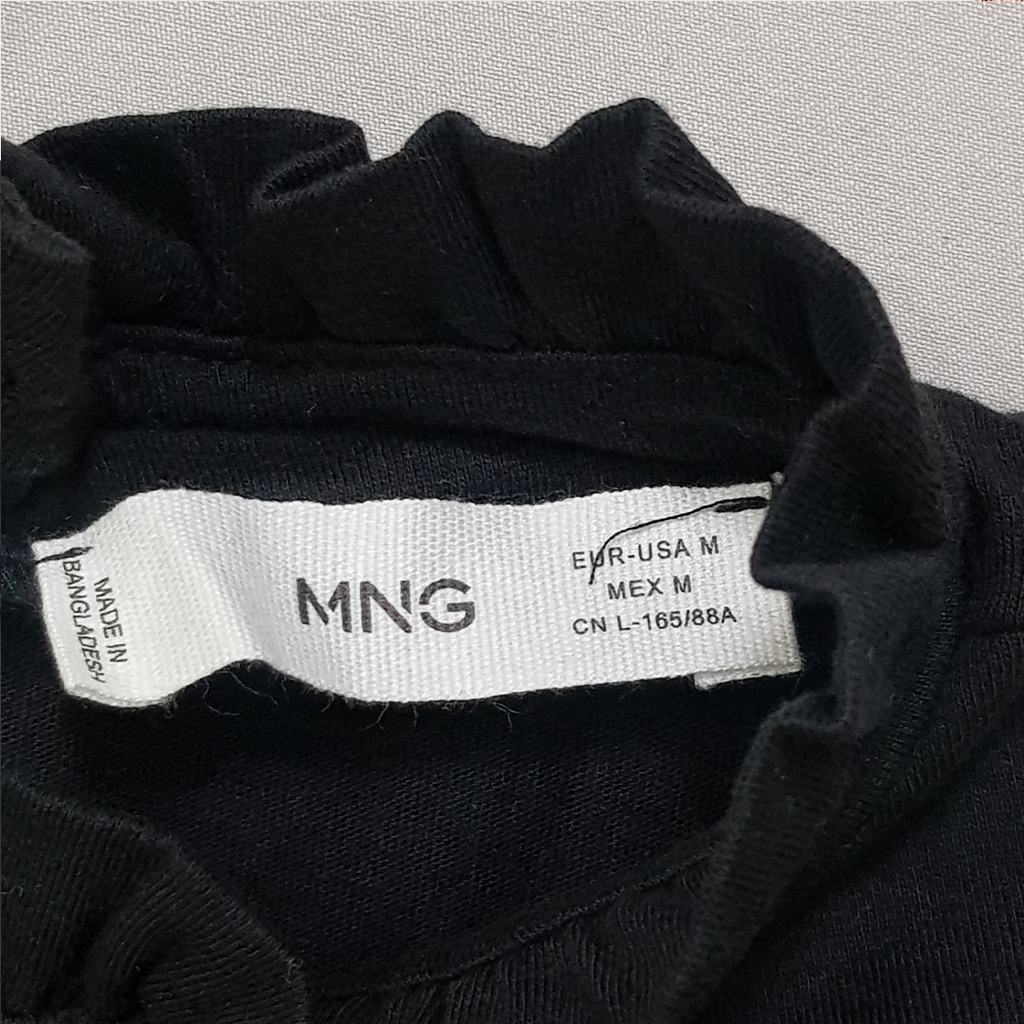 MADE IN
BANGLADESH
MNG
EUR-USA M
MEX M
CN L-165/88A